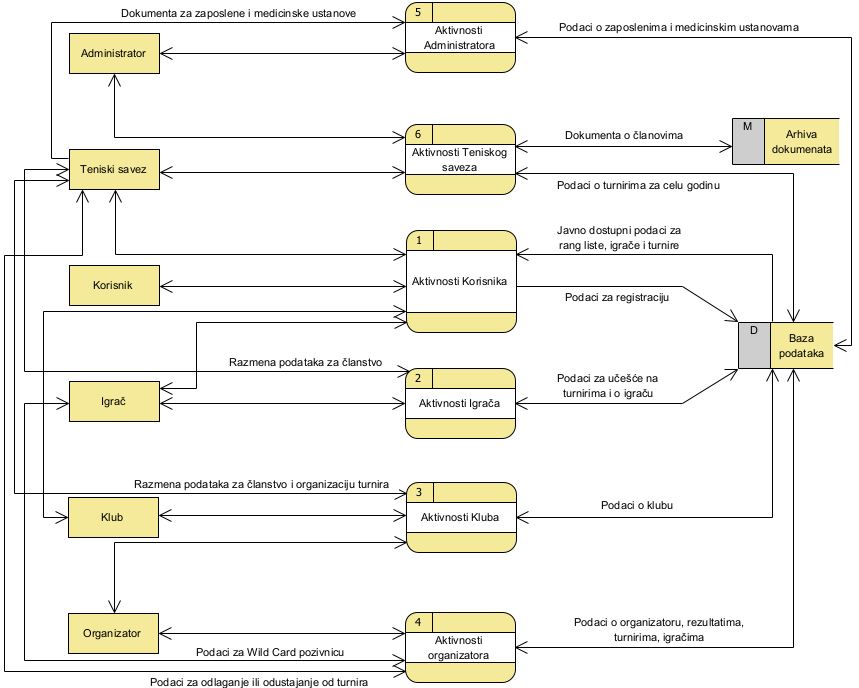 Dokumenta za zaposlene i medicinske ustanove
5
Aktivnosti
Administratora
Podaci o zaposlenima i medicinskim ustanovama
Administrator
6
Aktivnosti Teniskog
saveza
Dokumenta o članovima
M
Arhiva
dokumenata
Teniski savez
Podaci o turnirima za celu godinu
1
Aktivnosti Korisnika
Javno dostupni podaci za
rang liste, igrače i turnire
Korisnik
Podaci za registraciju
D
Baza
podataka
Razmena podataka za članstvo
2
Aktivnosti Igrača
Podaci za učešće na
turnirima i o igraču
Igrač
Razmena podataka za članstvo i organizaciju turnira
3
Aktivnosti Kluba
Podaci o klubu
Klub
4
Aktivnosti
organizatora
Podaci o organizatoru, rezultatima,
turnirima, igračima
Organizator
Podaci za Wild Card pozivnicu
Podaci za odlaganje ili odustajanje od turnira